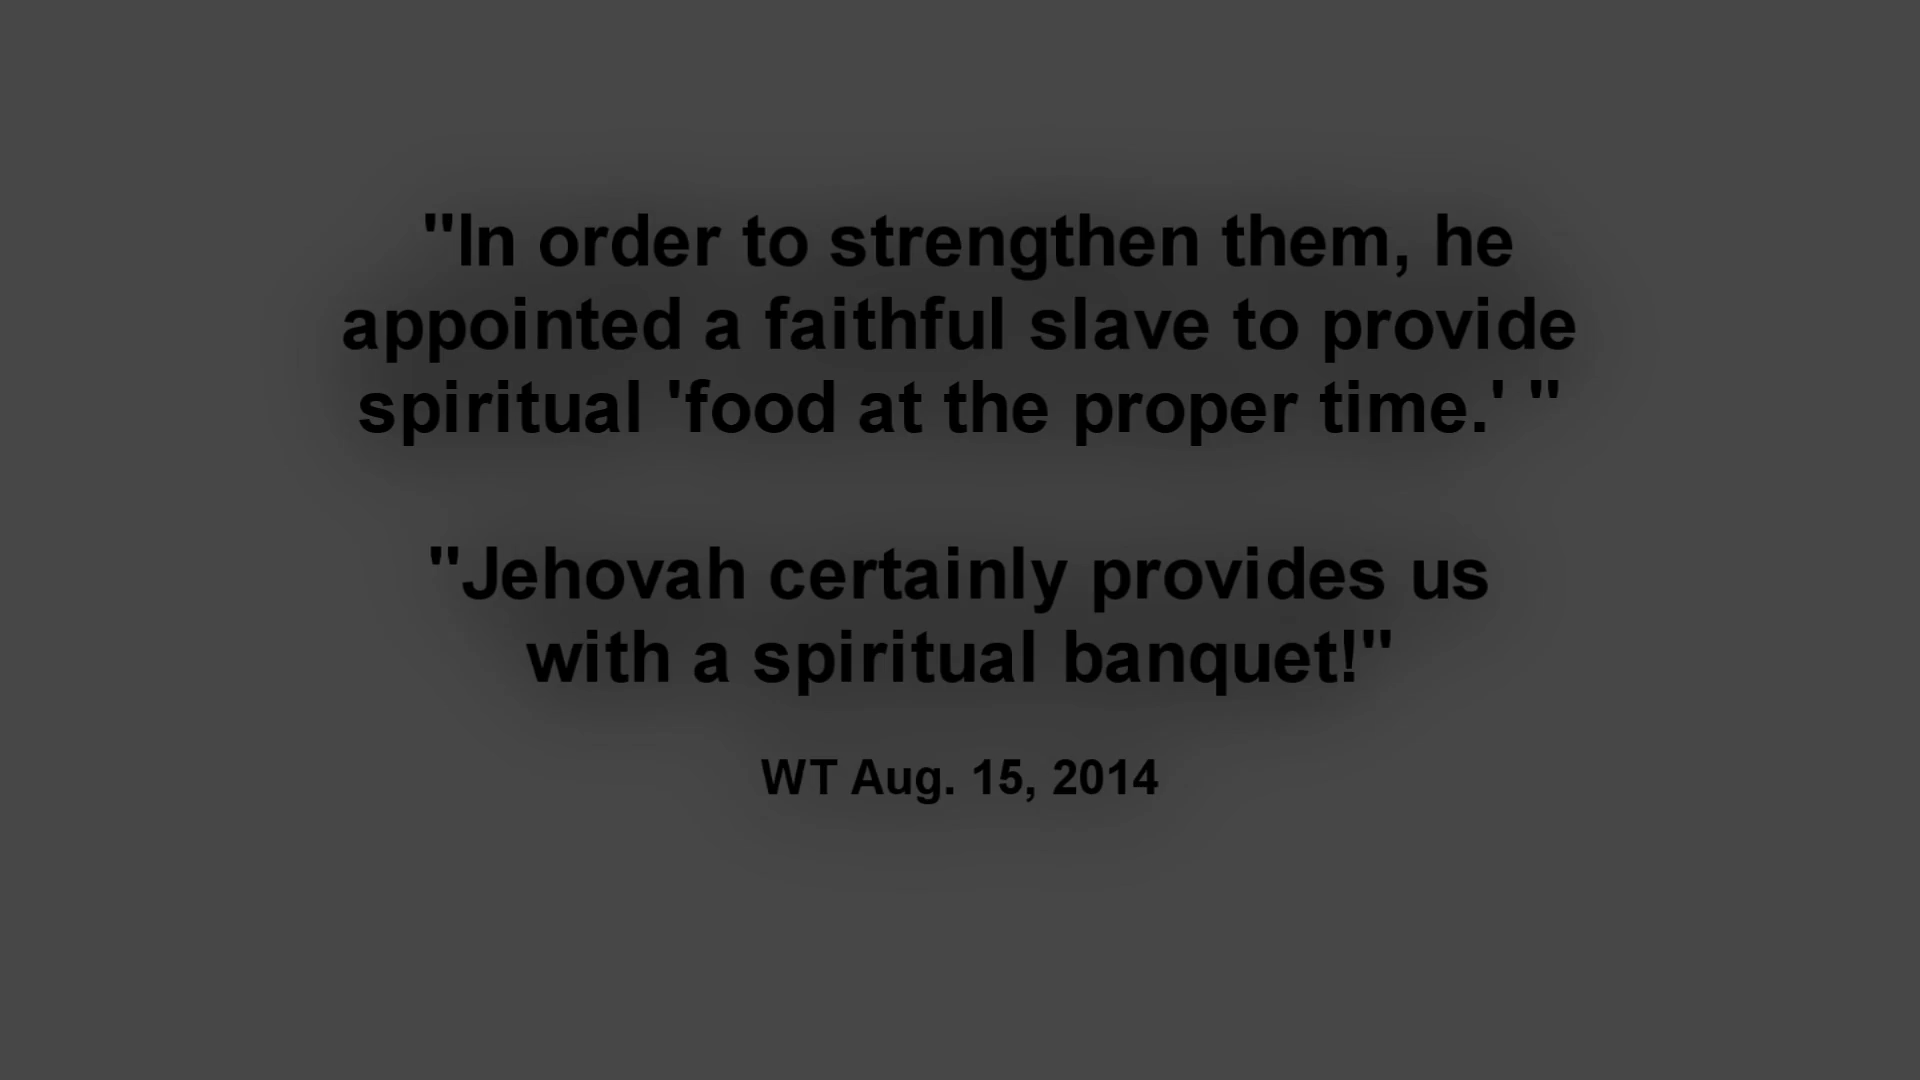 "In order to strengthen them, he
appointed a faithful slave to provide
spiritual 'food at the proper time.' "
"Jehovah certainly provides us
with a spiritual banquet!"
WT Aug. 15, 2014